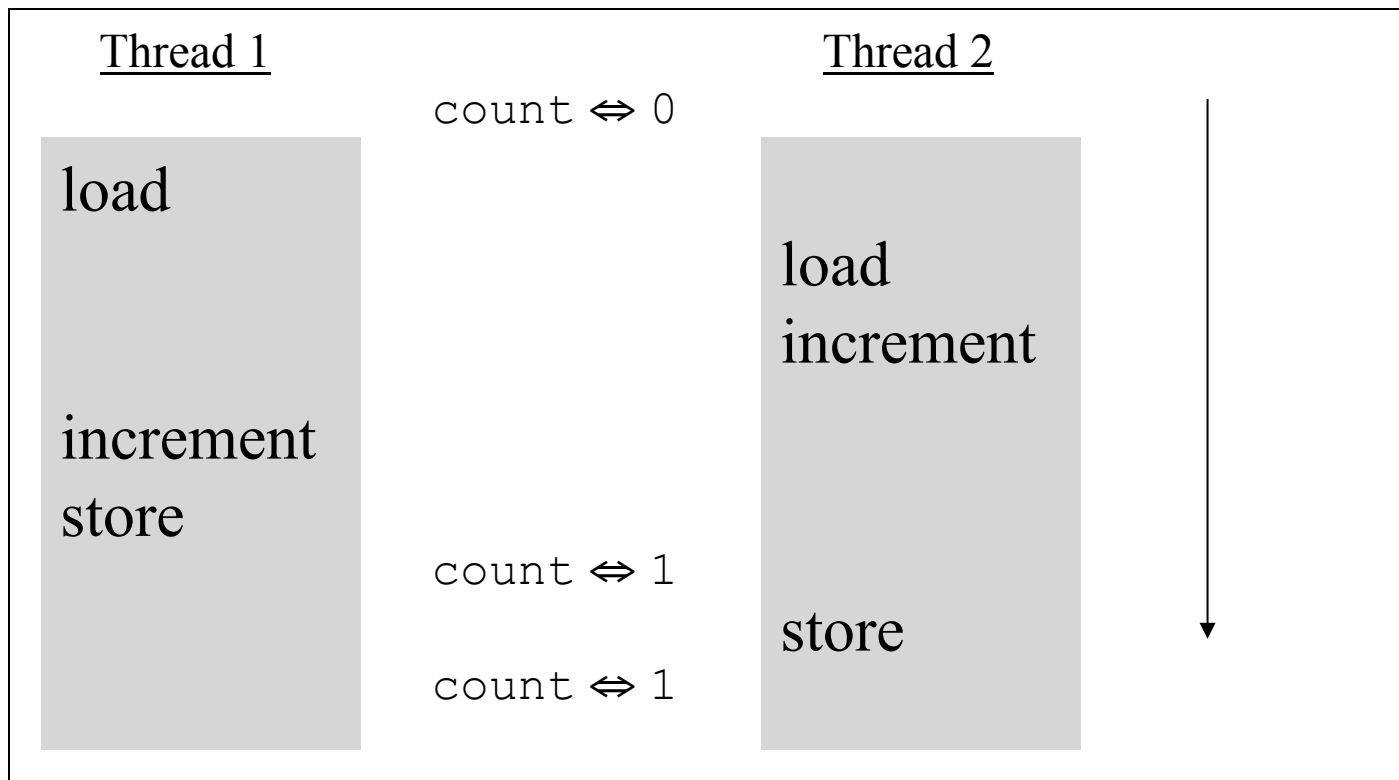 Thread 1
Thread 2
count ⇔ 0
load
load
increment
increment
store
count ⇔ 1
store
count ⇔ 1